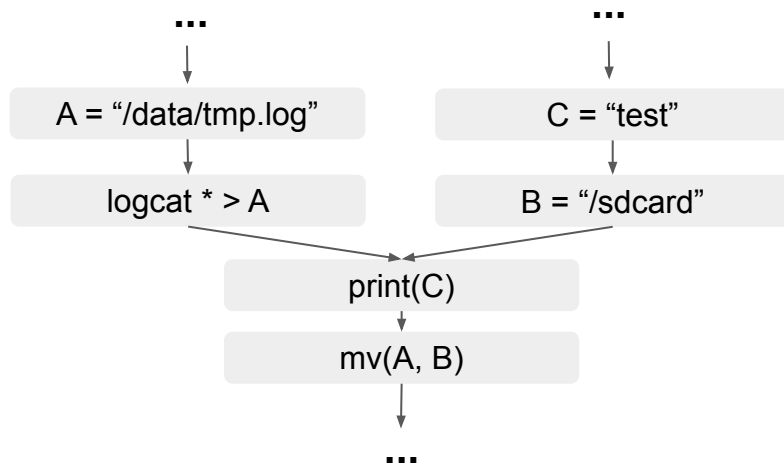 ...
...
A = “/data/tmp.log”
C = “test”
logcat * > A
B = “/sdcard”
print(C)
mv(A, B)
...